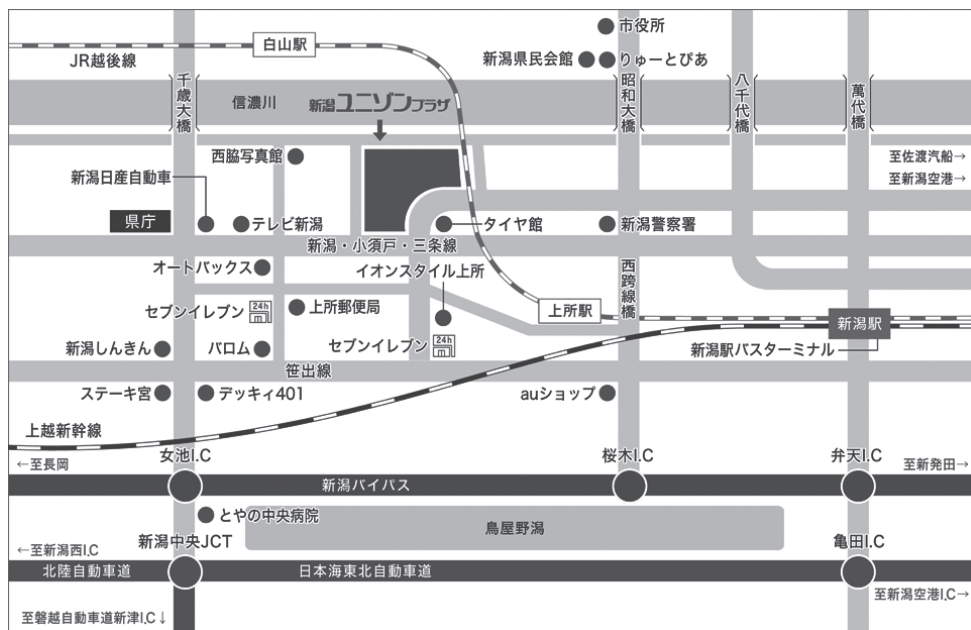 市役所
白山駅
JR越後線
新潟県民会館
りゅーとぴあ
千歳大橋
信濃川
新潟ユニゾンプラザ
昭和大橋
八千代橋
萬代橋
西脇写真館
至佐渡汽船→
新潟日産自動車
至新潟空港→
県庁
テレビ新潟
タイヤ館
新潟警察署
新潟・小須戸・三条線
オートバックス
イオンスタイル上所
西跨線橋
セブンイレブン
24h
上所郵便局
上所駅
新潟駅
新潟しんきん
パロム
セブンイレブン
24h
新潟駅バスターミナル
笹出線
ステーキ宮
デッキィ401
auショップ
上越新幹線
女池I.C
桜木I.C
弁天I.C
←至長岡
至新発田→
新潟バイパス
とやの中央病院
鳥屋野潟
新潟中央JCT
亀田I.C
←至新潟西I.C
北陸自動車道
日本海東北自動車道
至新潟空港I.C→
至磐越自動車道新津I.C↓